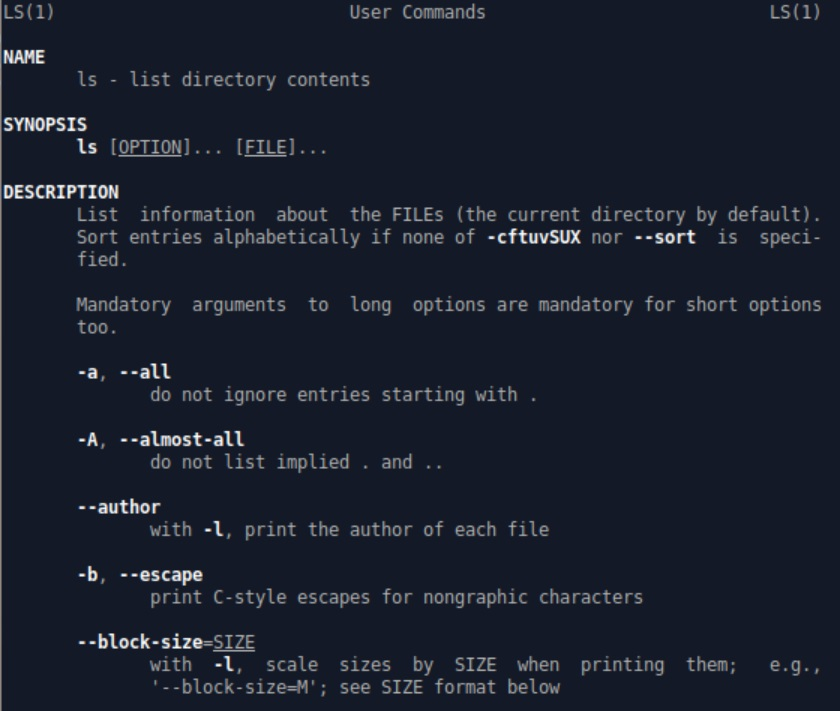 LS(1) User Commands LS(1)
NAME
ls - list directory contents
SYNOPSIS
ls [OPTION]... [FILE]...
DESCRIPTION
List information about the FILEs (the current directory by default).
Sort entries alphabetically if none of -cftuvSUX nor --sort is speci-
fied.
Mandatory arguments to long options are mandatory for short options
too.
-a, --all
do not ignore entries starting with .
-A, --almost-all
do not list implied . and ..
--author
with -l, print the author of each file
-b, --escape
print C-style escapes for nongraphic characters
--block-size=SIZE
with -l, scale sizes by SIZE when printing them; e.g.,
'--block-size=M'; see SIZE format below